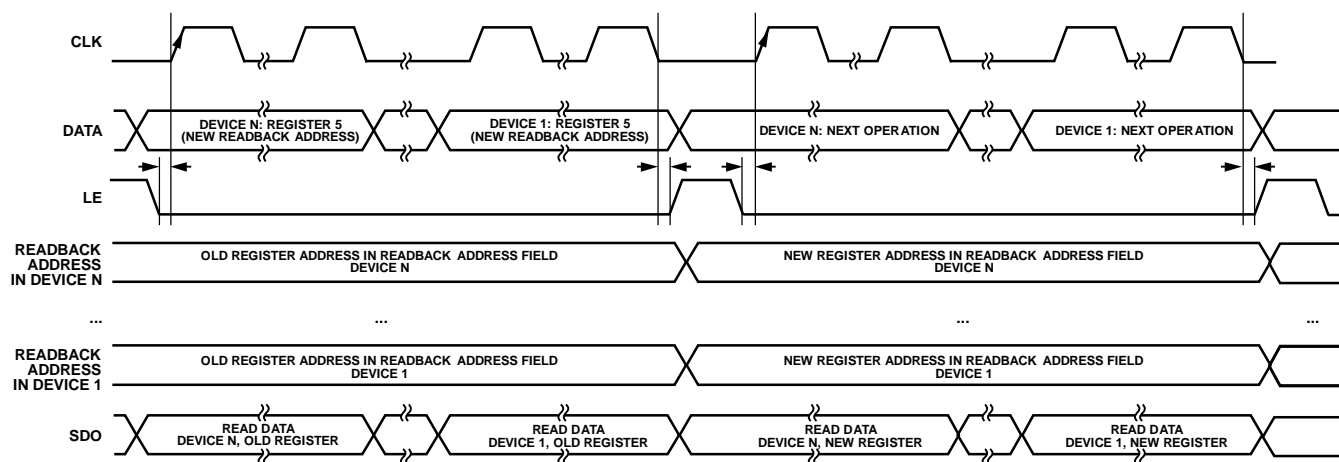 CLK
DATA
DEVICE N: REGISTER 5
(NEW READBACK ADDRESS)
DEVICE 1: REGISTER 5
(NEW READBACK ADDRESS)
DEVICE N: NEXT OPERATION
DEVICE 1: NEXT OPERATION
LE
READBACK
ADDRESS
IN DEVICE N
OLD REGISTER ADDRESS IN READBACK ADDRESS FIELD
DEVICE N
NEW REGISTER ADDRESS IN READBACK ADDRESS FIELD
DEVICE N
...
...
...
...
READBACK
ADDRESS
IN DEVICE 1
OLD REGISTER ADDRESS IN READBACK ADDRESS FIELD
DEVICE 1
NEW REGISTER ADDRESS IN READBACK ADDRESS FIELD
DEVICE 1
SDO
READ DATA
DEVICE N, OLD REGISTER
READ DATA
DEVICE 1, OLD REGISTER
READ DATA
DEVICE N, NEW REGISTER
READ DATA
DEVICE 1, NEW REGISTER